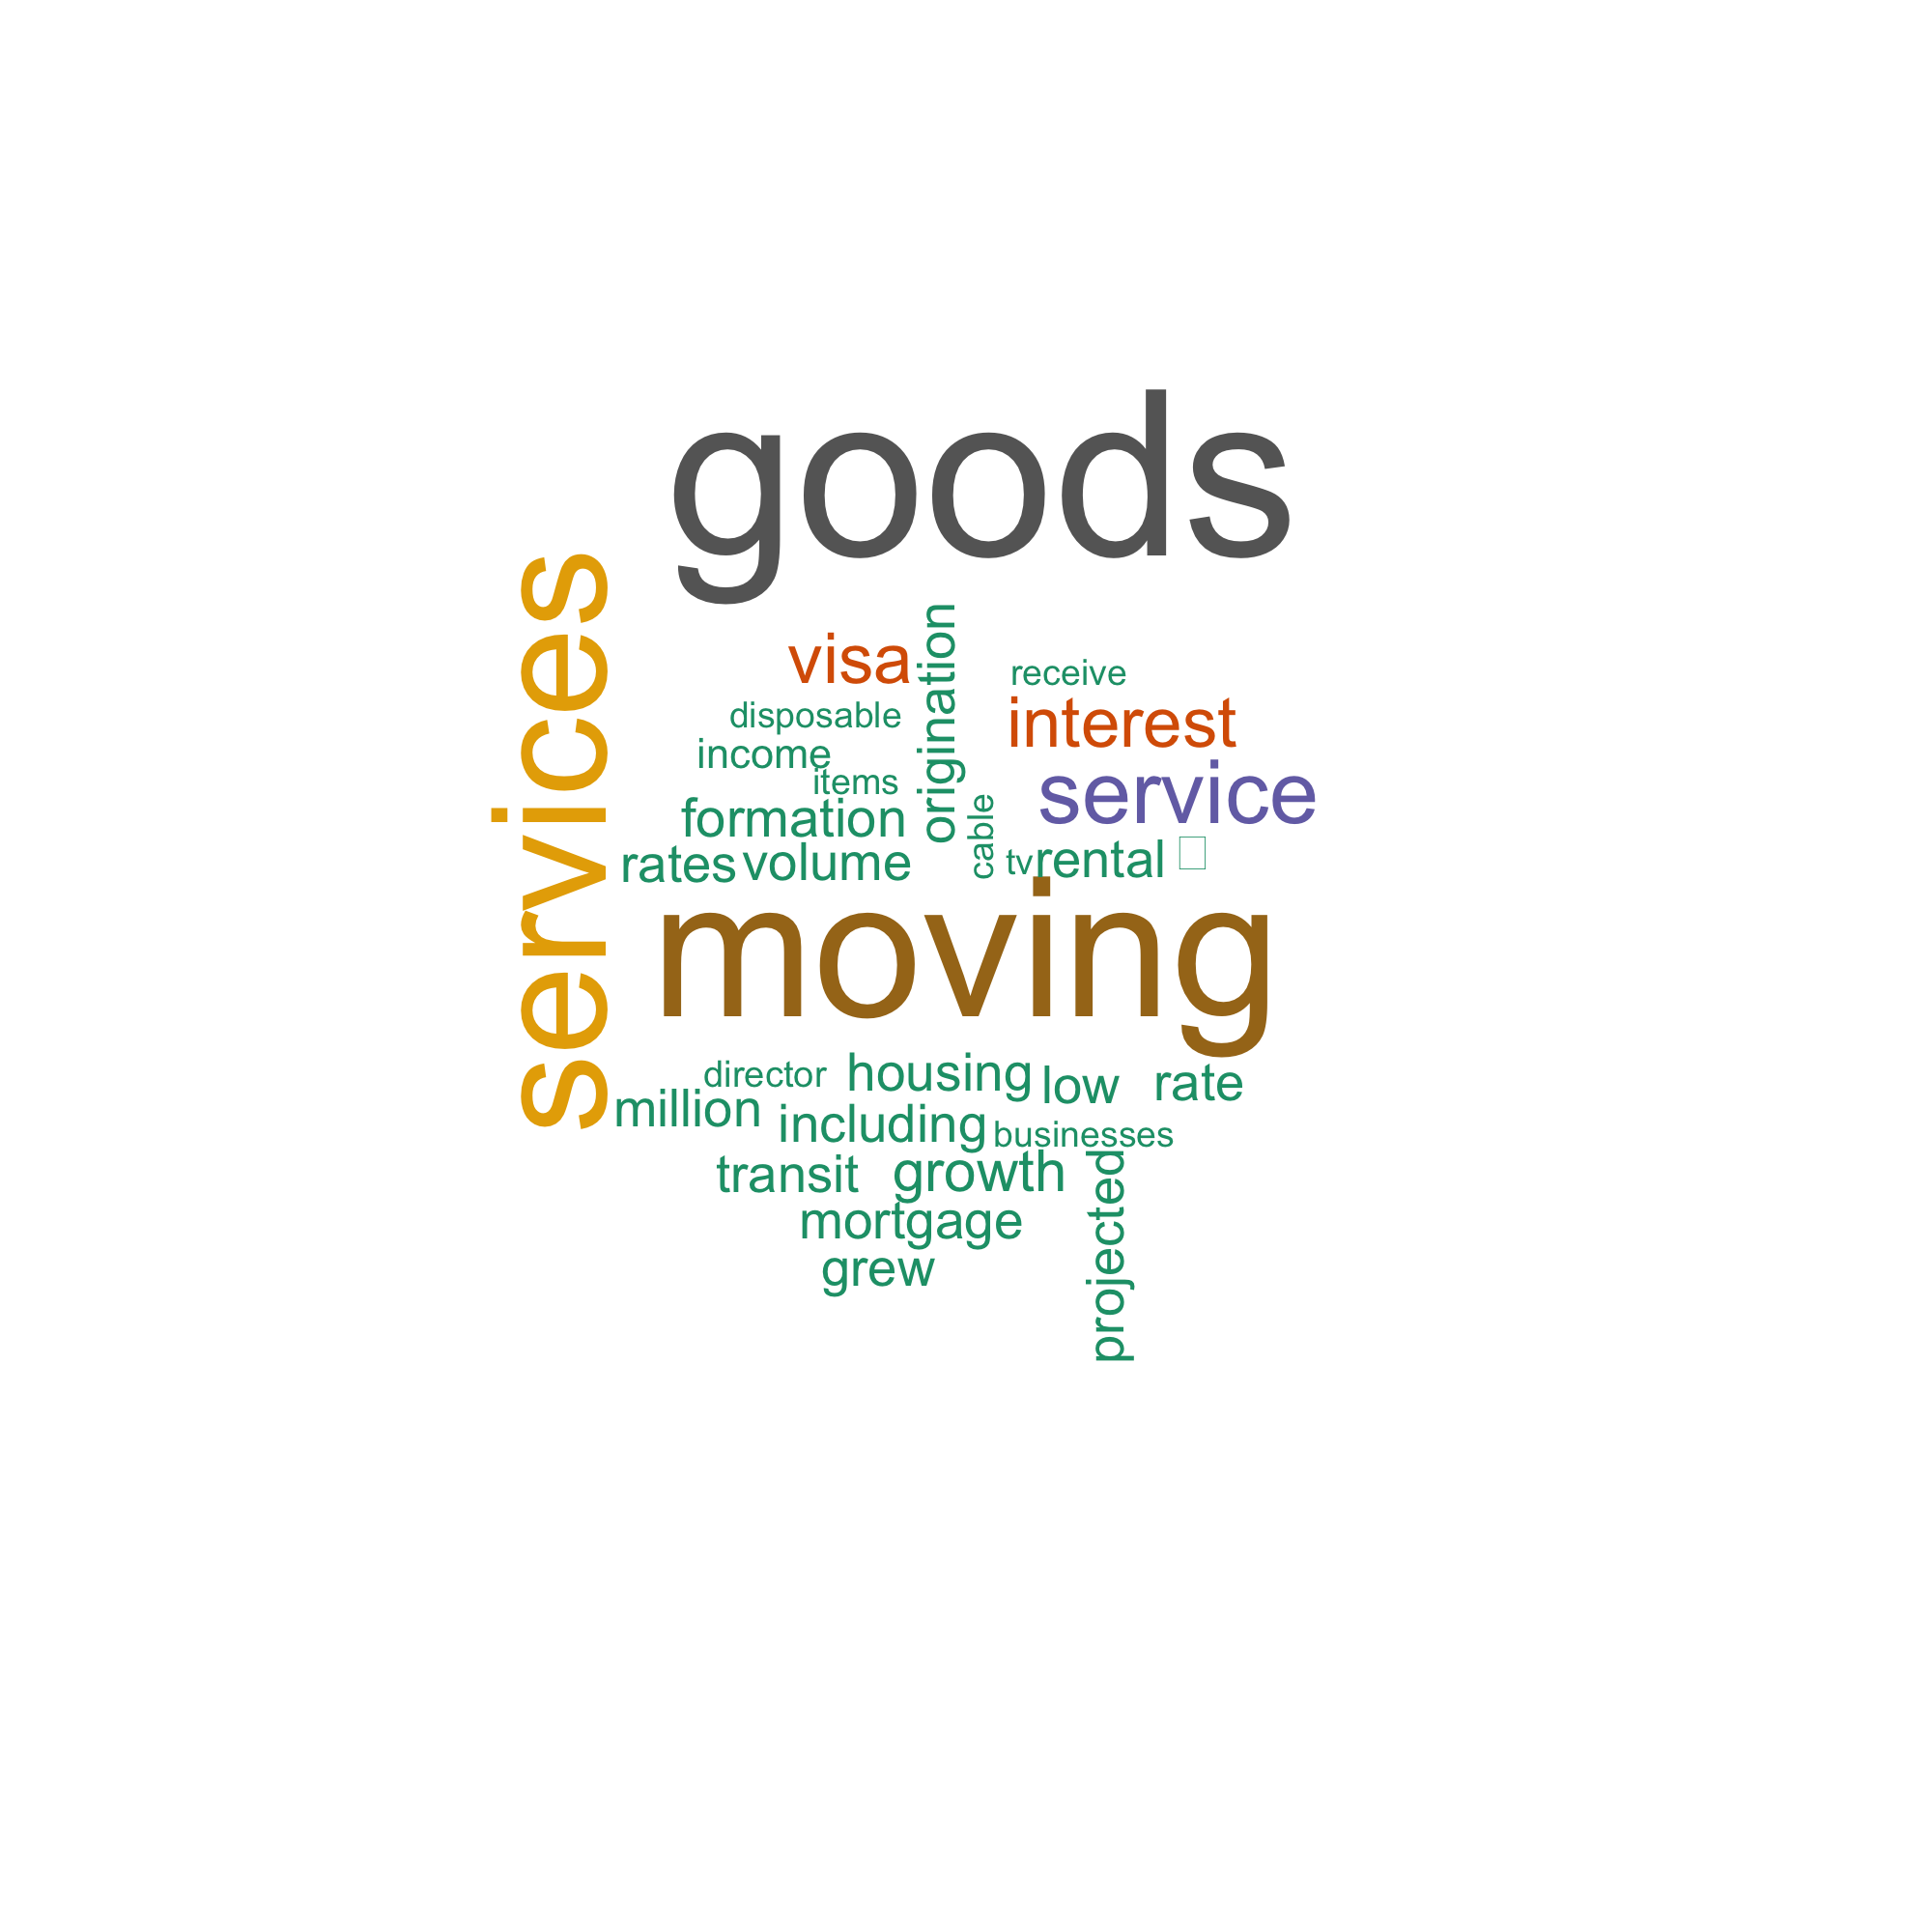 goods
services
visa
origination
receive
disposable
interest
income
items
service
formation
cable
rates
volume
tv
rental
moving
director
housing
low
rate
million
including
businesses
transit
growth
projected
mortgage
grew